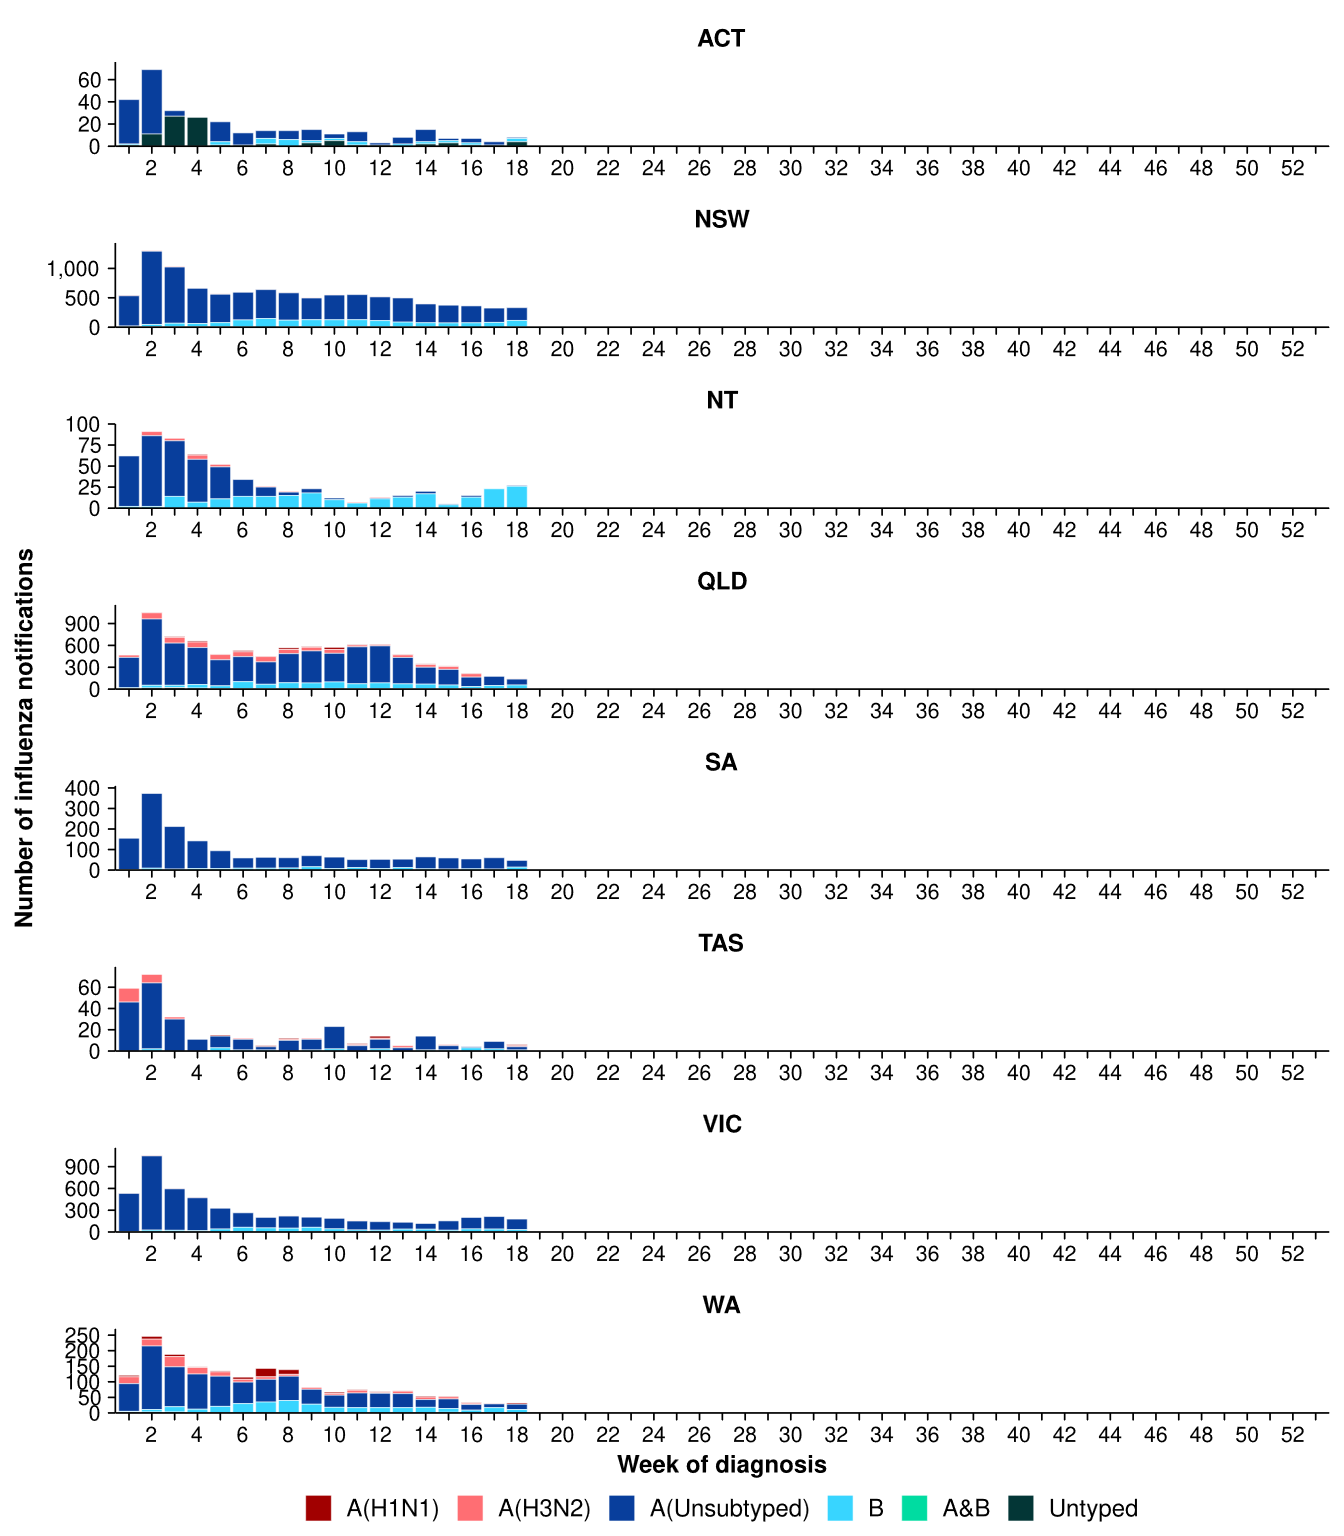 ACT
60
40
20
0
2 4 6 8 10 12 14 16 18 20 22 24 26 28 30 32 34 36 38 40 42 44 46 48 50 52
NSW
1,000
500
0
2 4 6 8 10 12 14 16 18 20 22 24 26 28 30 32 34 36 38 40 42 44 46 48 50 52
NT
100
75
50
25
0
2 4 6 8 10 12 14 16 18 20 22 24 26 28 30 32 34 36 38 40 42 44 46 48 50 52
Number of influenza notifications
QLD
900
600
300
0
2 4 6 8 10 12 14 16 18 20 22 24 26 28 30 32 34 36 38 40 42 44 46 48 50 52
SA
400
300
200
100
0
2 4 6 8 10 12 14 16 18 20 22 24 26 28 30 32 34 36 38 40 42 44 46 48 50 52
TAS
60
40
20
0
2 4 6 8 10 12 14 16 18 20 22 24 26 28 30 32 34 36 38 40 42 44 46 48 50 52
VIC
900
600
300
0
2 4 6 8 10 12 14 16 18 20 22 24 26 28 30 32 34 36 38 40 42 44 46 48 50 52
WA
250
200
150
100
50
0
2 4 6 8 10 12 14 16 18 20 22 24 26 28 30 32 34 36 38 40 42 44 46 48 50 52
Week of diagnosis
A(H1N1) A(H3N2) A(Unsubtyped) B A&B Untyped